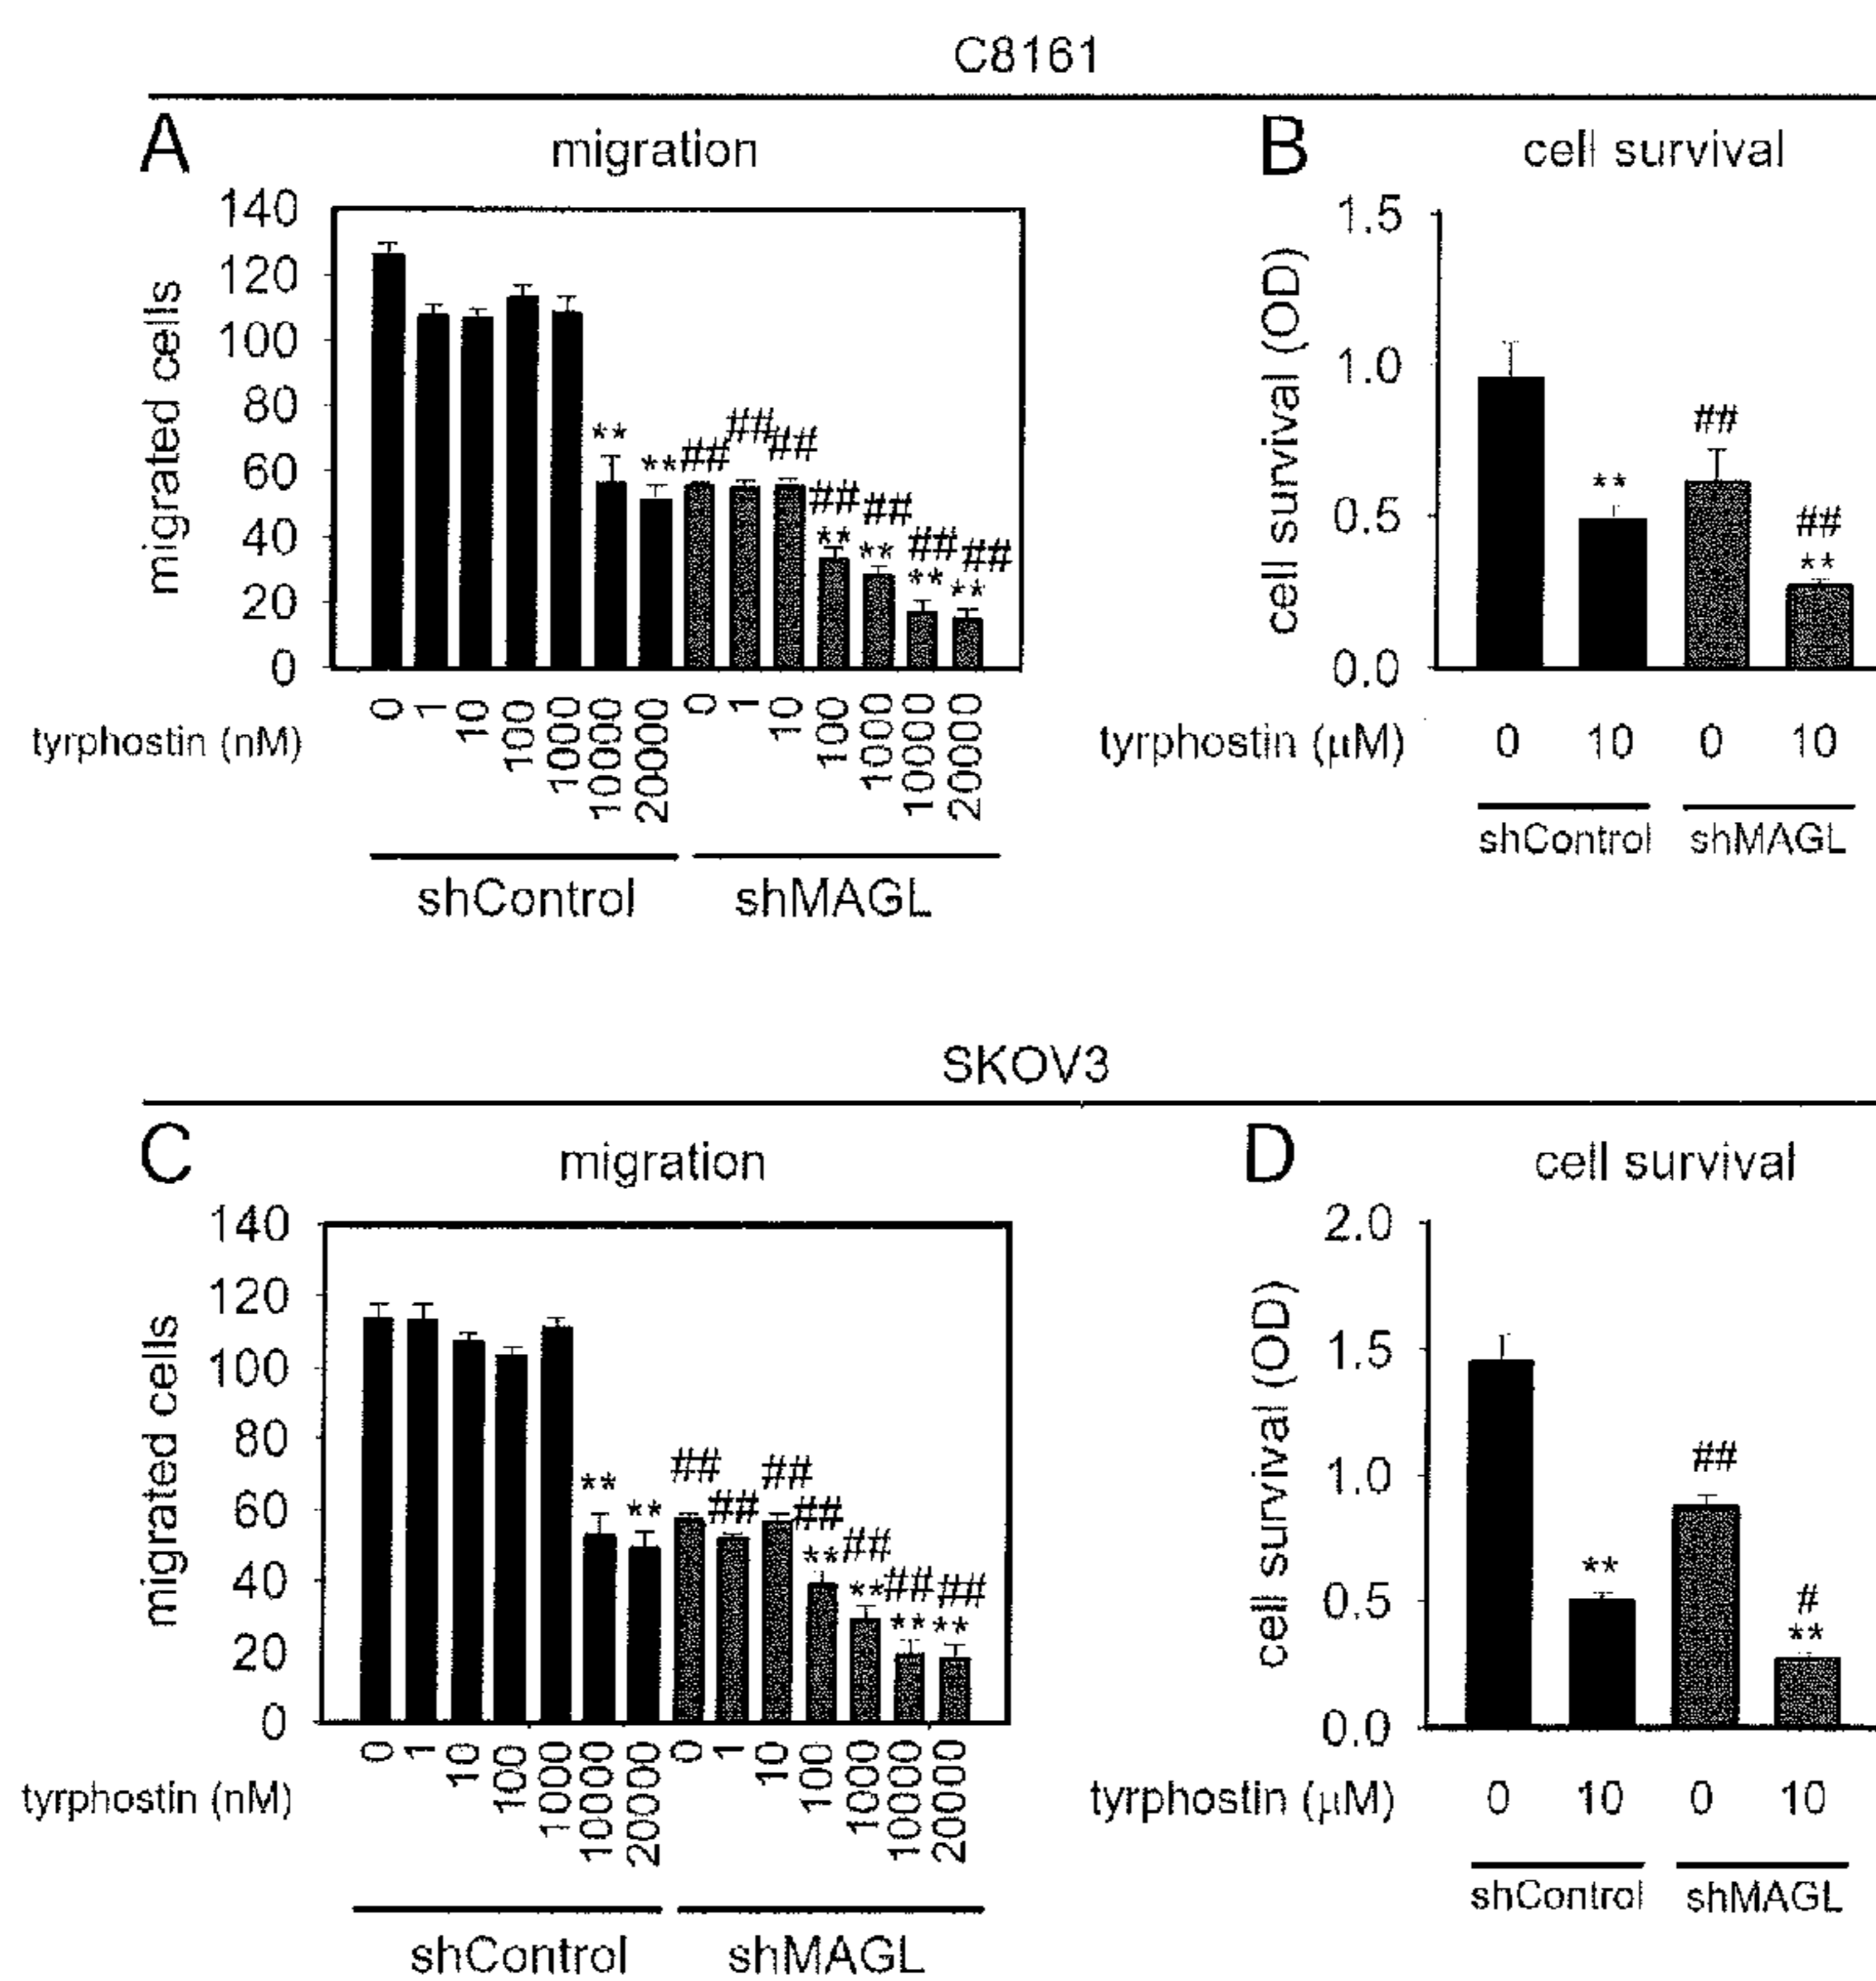 C8161
A
migration
140
120
100
80
60
40
20
0
migrated cells
**
**
##
##
##
##
**
##
**
##
**
##
**
tyrphostin (nM)
0 1 10 100 1000 10000 20000 0 1 10 100 1000 10000 20000
shControl shMAGL
B
cell survival
1.5
1.0
0.5
0.0
cell survival (OD)
**
##
##
**
tyrphostin (μM) 0 10 0 10
shControl shMAGL
SKOV3
C
migration
140
120
100
80
60
40
20
0
migrated cells
**
**
##
##
##
##
**
##
**
##
**
##
**
tyrphostin (nM)
0 1 10 100 1000 10000 20000 0 1 10 100 1000 10000 20000
shControl shMAGL
D
cell survival
2.0
1.5
1.0
0.5
0.0
cell survival (OD)
**
##
#
**
tyrphostin (μM) 0 10 0 10
shControl shMAGL